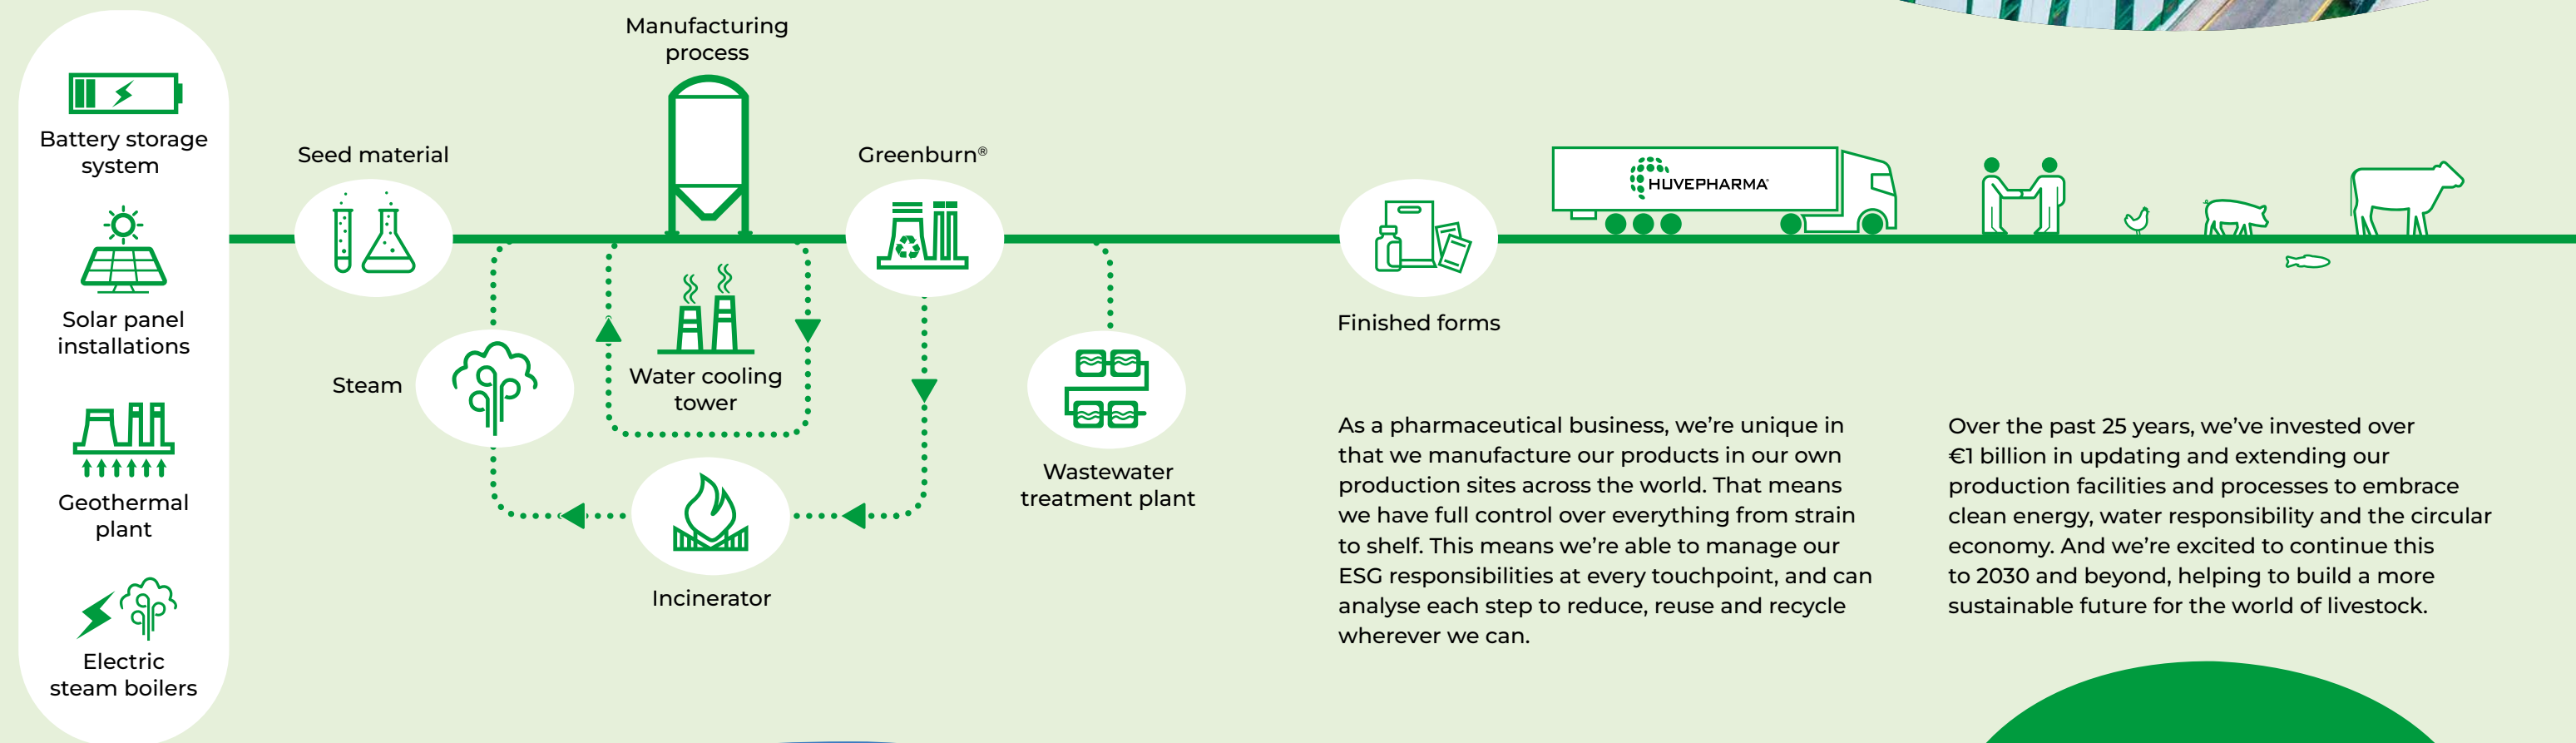 Battery storage
system
Solar panel
installations
Geothermal
plant
Electric
steam boilers
Seed material
Manufacturing
process
Greenburn®
Steam
Water cooling
tower
Incinerator
Wastewater
treatment plant
Finished forms
HUVEPHARMA®
As a pharmaceutical business, we’re unique in
that we manufacture our products in our own
production sites across the world. That means
we have full control over everything from strain
to shelf. This means we’re able to manage our
ESG responsibilities at every touchpoint, and can
analyse each step to reduce, reuse and recycle
wherever we can.
Over the past 25 years, we’ve invested over
€1 billion in updating and extending our
production facilities and processes to embrace
clean energy, water responsibility and the circular
economy. And we’re excited to continue this
to 2030 and beyond, helping to build a more
sustainable future for the world of livestock.